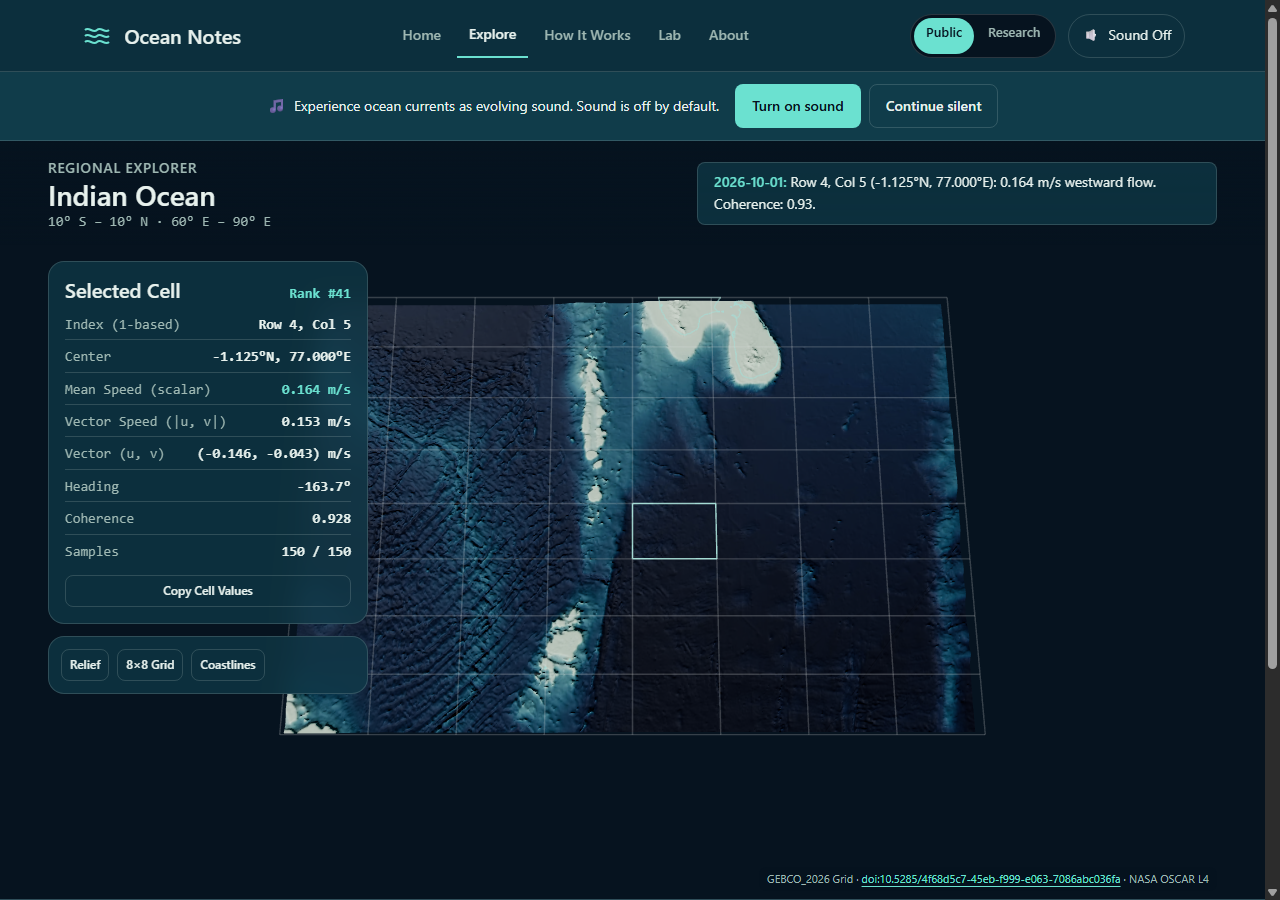 Ocean Notes
Home
Explore
How It Works
Lab
About
Public
Research
Sound Off
Experience ocean currents as evolving sound. Sound is off by default.
Turn on sound
Continue silent
REGIONAL EXPLORER
Indian Ocean
10° S – 10° N · 60° E – 90° E
2026-10-01: Row 4, Col 5 (-1.125°N, 77.000°E): 0.164 m/s westward flow.
Coherence: 0.93.
Selected Cell
Rank #41
Index (1-based) Row 4, Col 5
Center -1.125°N, 77.000°E
Mean Speed (scalar) 0.164 m/s
Vector Speed (|u, v|) 0.153 m/s
Vector (u, v) (-0.146, -0.043) m/s
Heading -163.7°
Coherence 0.928
Samples 150 / 150
Copy Cell Values
Relief
8×8 Grid
Coastlines
GEBCO_2026 Grid · doi:10.5285/4f68d5c7-45eb-f999-e063-7086abc036fa · NASA OSCAR L4